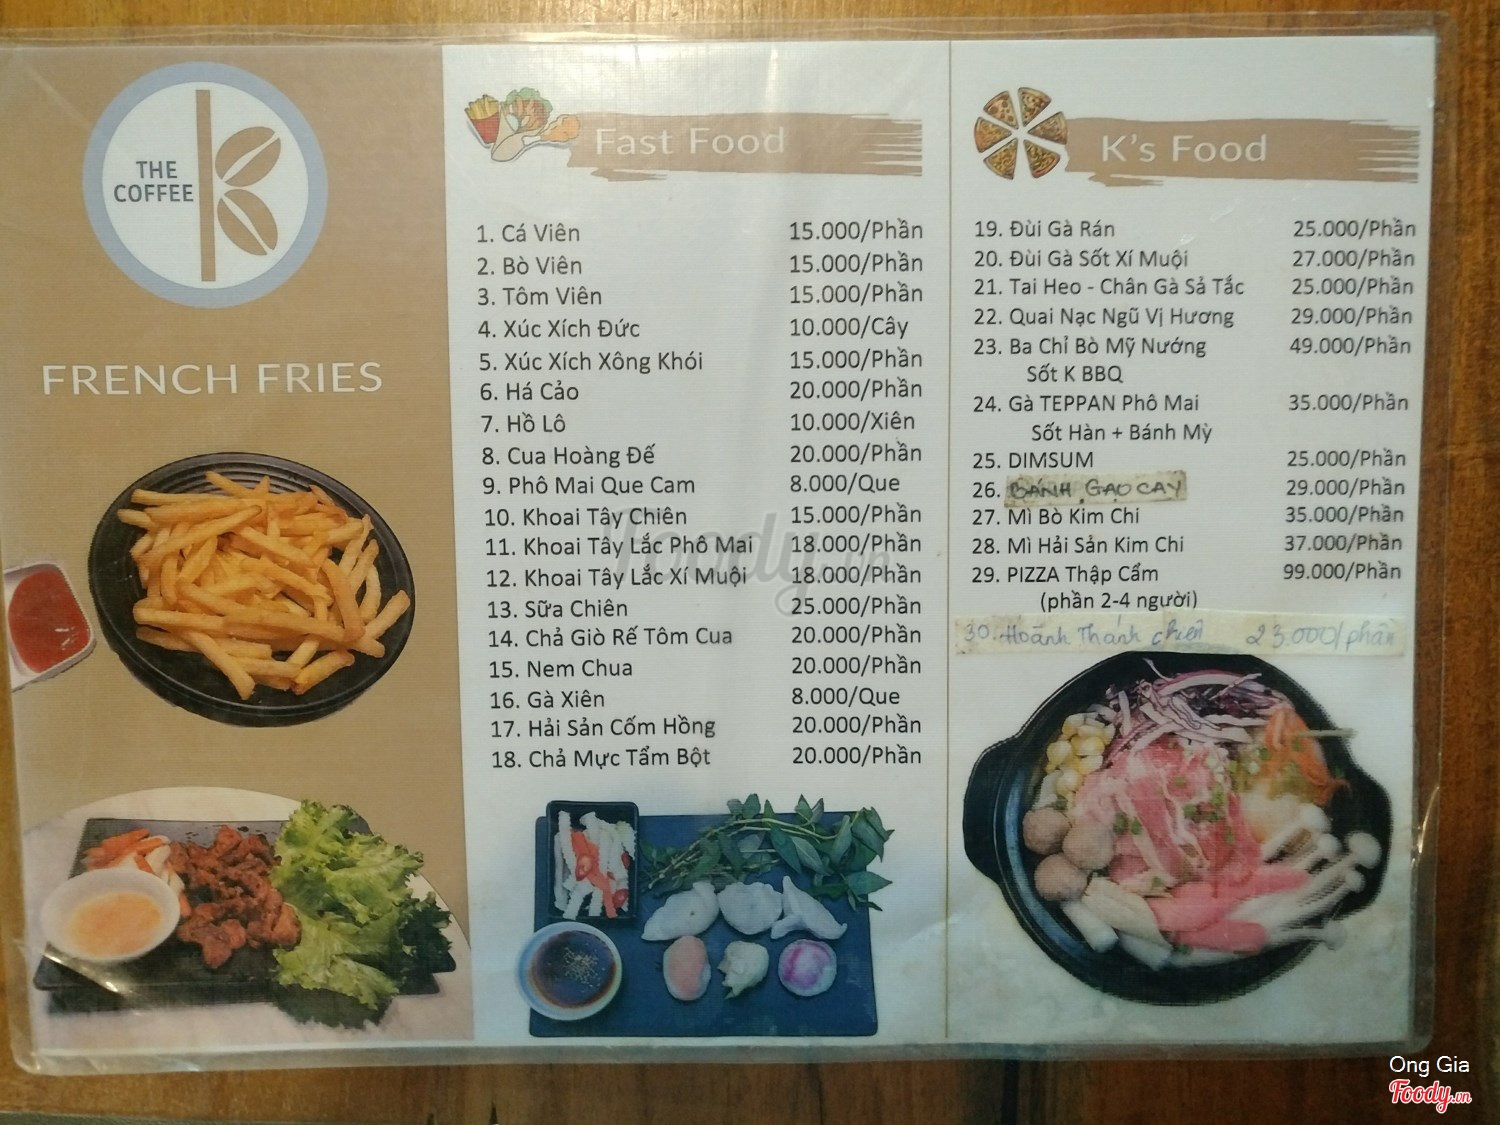 THE
COFFEE
FRENCH FRIES
Fast Food
1. Cá Viên 15.000/Phần
2. Bò Viên 15.000/Phần
3. Tôm Viên 15.000/Phần
4. Xúc Xích Đức 10.000/Cây
5. Xúc Xích Xông Khói 15.000/Phần
6. Há Cảo 20.000/Phần
7. Hồ Lô 10.000/Xiên
8. Cua Hoàng Đế 20.000/Phần
9. Phô Mai Que Cam 8.000/Que
10. Khoai Tây Chiên 15.000/Phần
11. Khoai Tây Lắc Phô Mai 18.000/Phần
12. Khoai Tây Lắc Xí Muội 18.000/Phần
13. Sữa Chiên 25.000/Phần
14. Chả Giò Rế Tôm Cua 20.000/Phần
15. Nem Chua 20.000/Phần
16. Gà Xiên 8.000/Que
17. Hải Sản Cốm Hồng 20.000/Phần
18. Chả Mực Tẩm Bột 20.000/Phần
K's Food
19. Đùi Gà Rán 25.000/Phần
20. Đùi Gà Sốt Xí Muội 27.000/Phần
21. Tai Heo - Chân Gà Sả Tắc 25.000/Phần
22. Quai Nạc Ngũ Vị Hương 29.000/Phần
23. Ba Chỉ Bò Mỹ Nướng 49.000/Phần
Sốt K BBQ
24. Gà TEPPAN Phô Mai 35.000/Phần
Sốt Hàn + Bánh Mỳ
25. DIMSUM 25.000/Phần
26. BÁNH GẠO CAY 29.000/Phần
27. Mì Bò Kim Chi 35.000/Phần
28. Mì Hải Sản Kim Chi 37.000/Phần
29. PIZZA Thập Cẩm 99.000/Phần
(phần 2-4 người)
30. Hoánh Thánh chiên 23.000/phần
Foody.vn
Ong Gia
Foody.vn